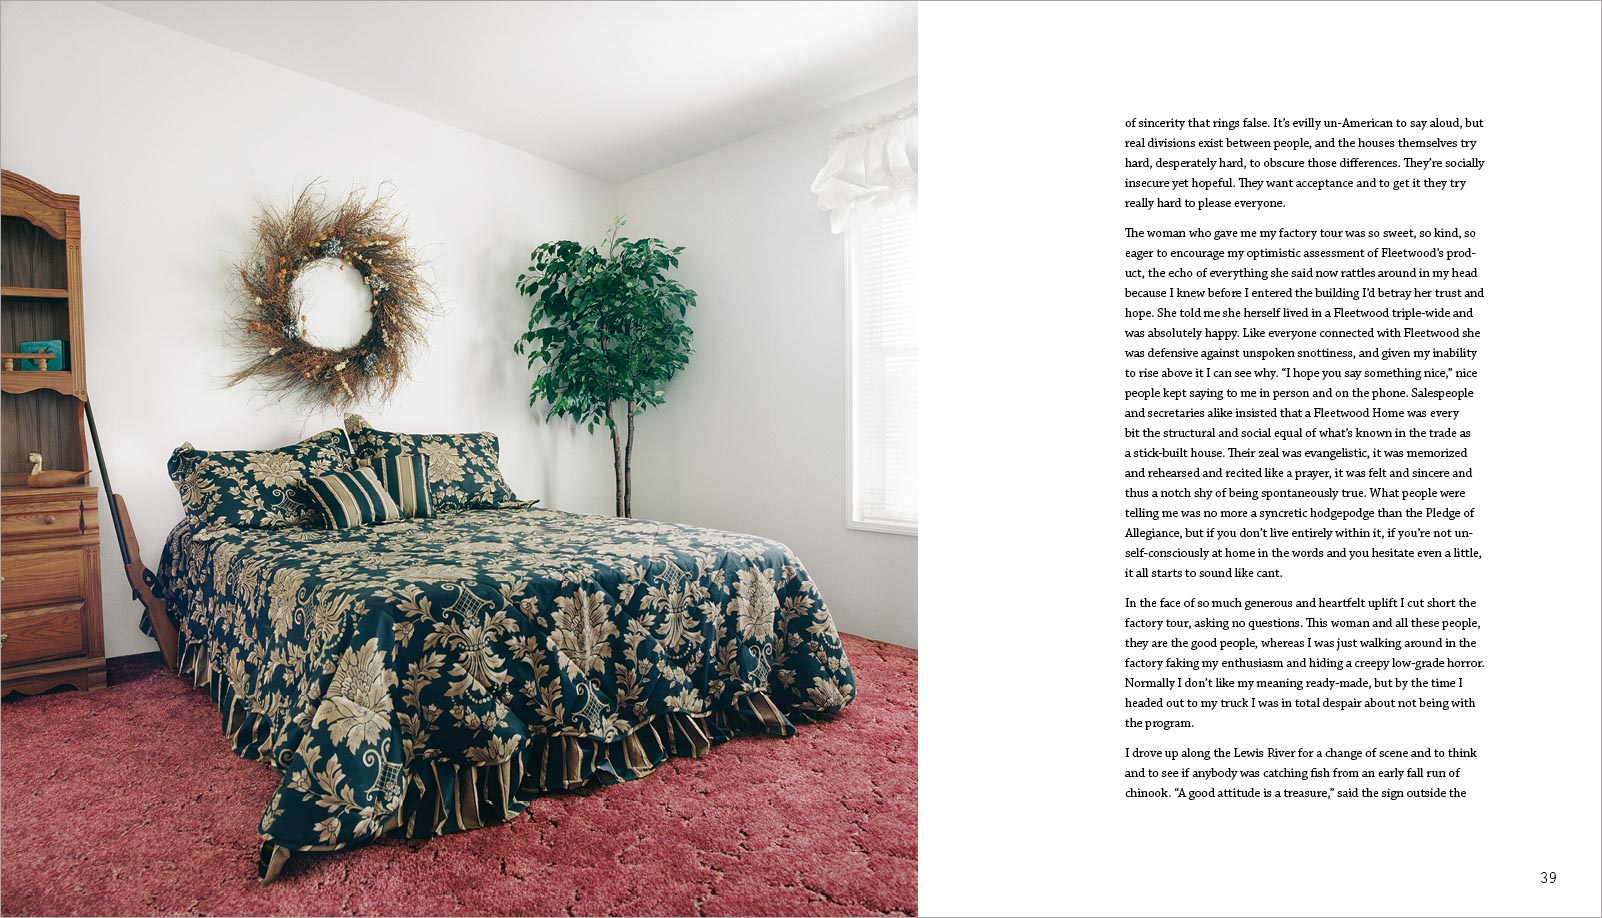 of sincerity that rings false. It's evilly un-American to say aloud, but
real divisions exist between people, and the houses themselves try
hard, desperately hard, to obscure those differences. They're socially
insecure yet hopeful. They want acceptance and to get it they try
really hard to please everyone.
The woman who gave me my factory tour was so sweet, so kind, so
eager to encourage my optimistic assessment of Fleetwood's prod-
uct, the echo of everything she said now rattles around in my head
because I knew before I entered the building I'd betray her trust and
hope. She told me she herself lived in a Fleetwood triple-wide and
was absolutely happy. Like everyone connected with Fleetwood she
was defensive against unspoken snottiness, and given my inability
to rise above it I can see why. “I hope you say something nice,” nice
people kept saying to me in person and on the phone. Salespeople
and secretaries alike insisted that a Fleetwood Home was every
bit the structural and social equal of what's known in the trade as
a stick-built house. Their zeal was evangelistic, it was memorized
and rehearsed and recited like a prayer, it was felt and sincere and
thus a notch shy of being spontaneously true. What people were
telling me was no more a syncretic hodgepodge than the Pledge of
Allegiance, but if you don't live entirely within it, if you're not un-
self-consciously at home in the words and you hesitate even a little,
it all starts to sound like cant.
In the face of so much generous and heartfelt uplift I cut short the
factory tour, asking no questions. This woman and all these people,
they are the good people, whereas I was just walking around in the
factory faking my enthusiasm and hiding a creepy low-grade horror.
Normally I don't like my meaning ready-made, but by the time I
headed out to my truck I was in total despair about not being with
the program.
I drove up along the Lewis River for a change of scene and to think
and to see if anybody was catching fish from an early fall run of
chinook. “A good attitude is a treasure,” said the sign outside the
39